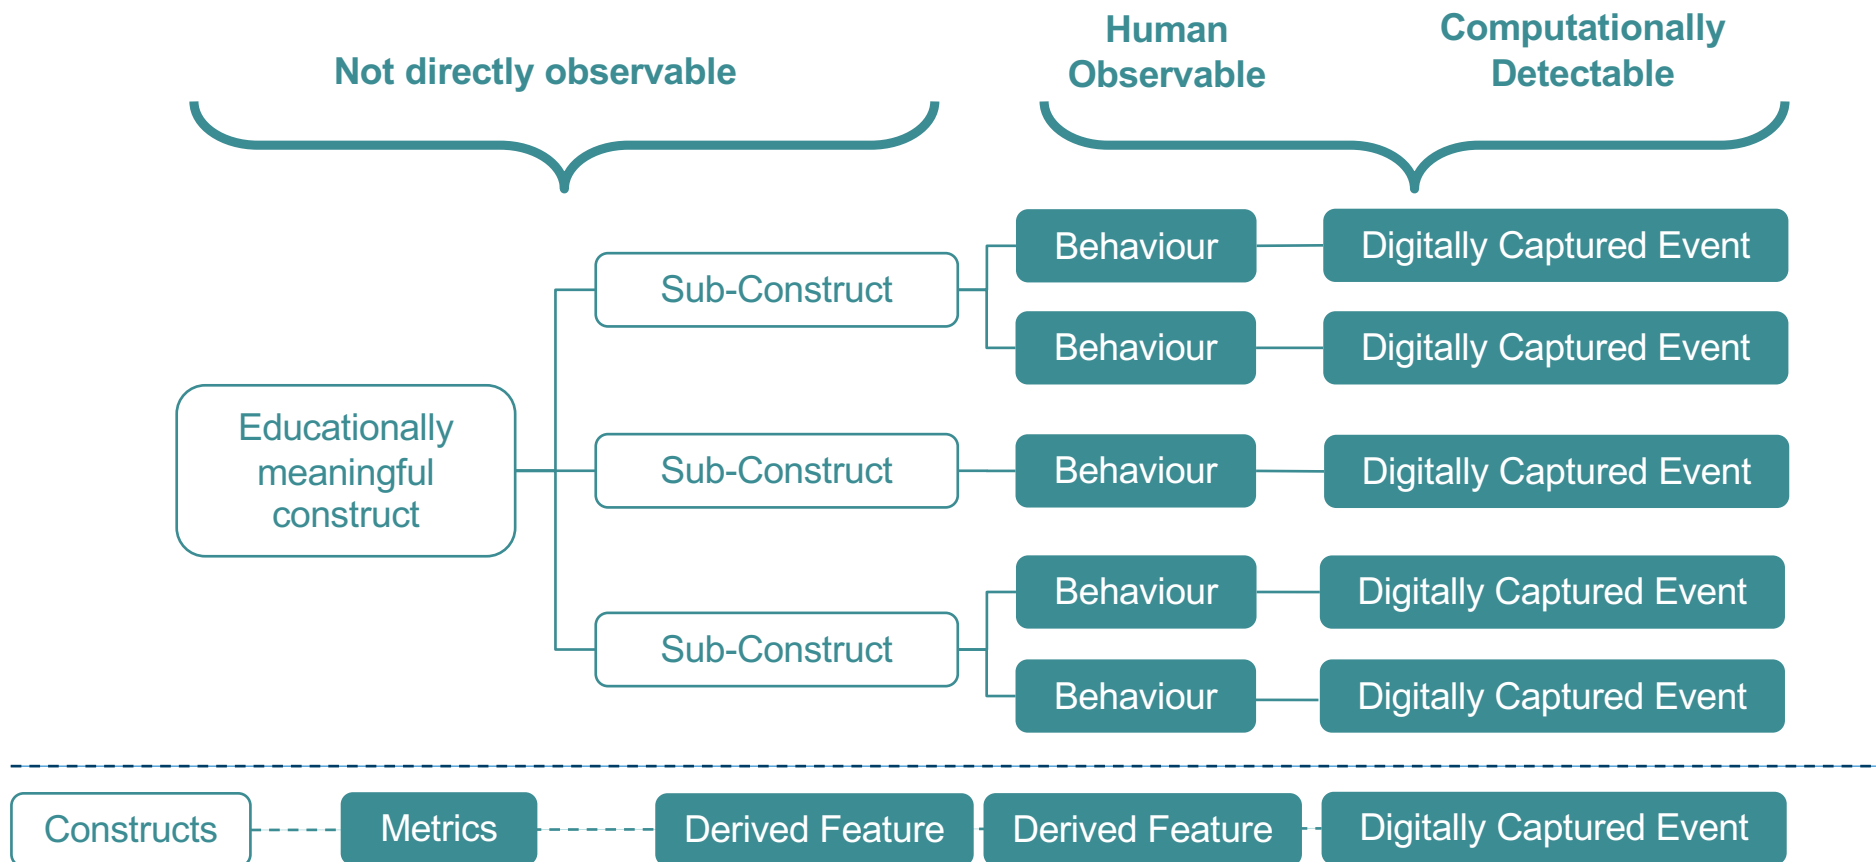 Not directly observable
Human
Observable
Computationally
Detectable
Educationally
meaningful
construct
Sub-Construct
Sub-Construct
Sub-Construct
Behaviour
Digitally Captured Event
Behaviour
Digitally Captured Event
Behaviour
Digitally Captured Event
Behaviour
Digitally Captured Event
Behaviour
Digitally Captured Event
Constructs
Metrics
Derived Feature
Derived Feature
Digitally Captured Event